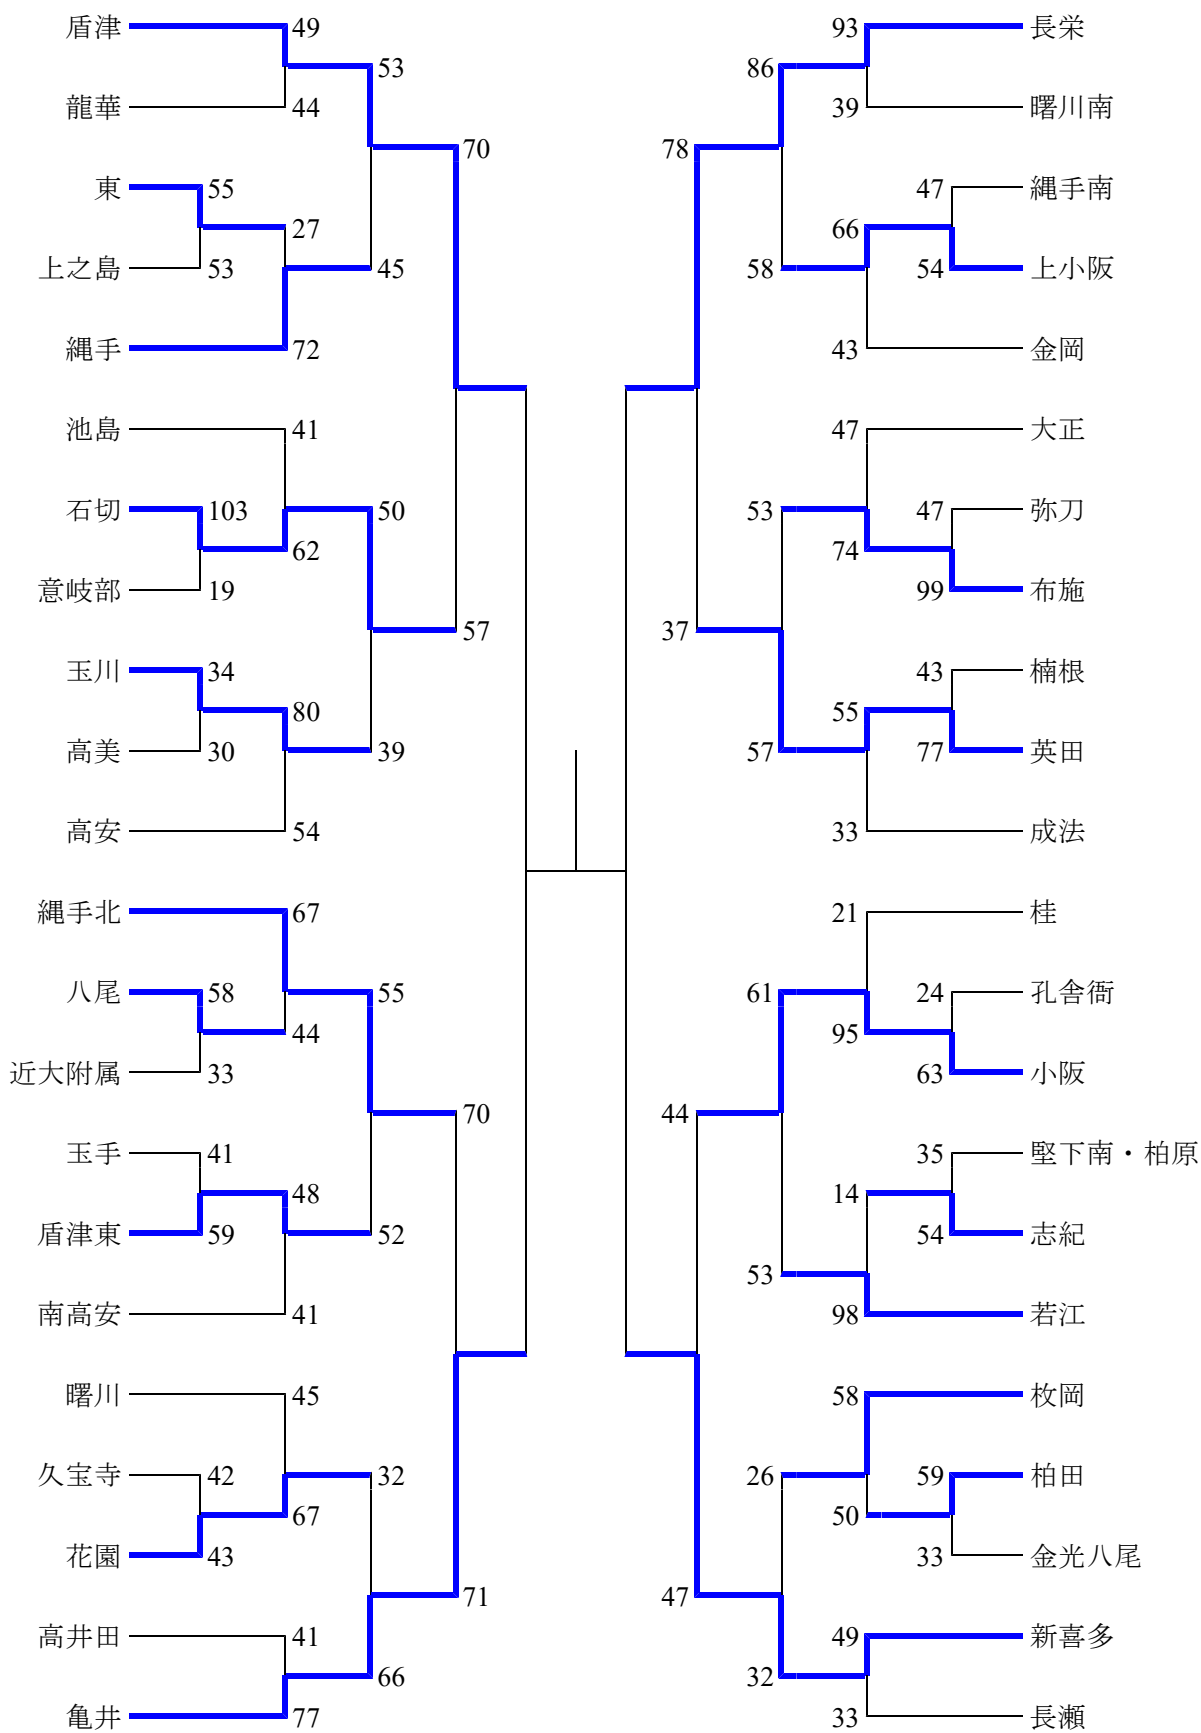 盾津 49 93 長栄
53 86
龍華 44 39 曙川南
70 78
東 55 47 縄手南
27 66
上之島 53 45 58 54 上小阪
縄手 72 43 金岡
池島 41 47 大正
石切 103 50 53 47 弥刀
62 74
意岐部 19 99 布施
57 37
玉川 34 43 楠根
80 55
高美 30 39 57 77 英田
高安 54 33 成法
縄手北 67 21 桂
八尾 58 55 61 24 孔舎衙
44 95
近大附属 33 63 小阪
70 44
玉手 41 35 堅下南・柏原
48 14
盾津東 59 52 54 志紀
53
南高安 41 98 若江
曙川 45 58 枚岡
久宝寺 42 32 26 59 柏田
67 50
花園 43 33 金光八尾
71 47
高井田 41 49 新喜多
66 32
亀井 77 33 長瀬